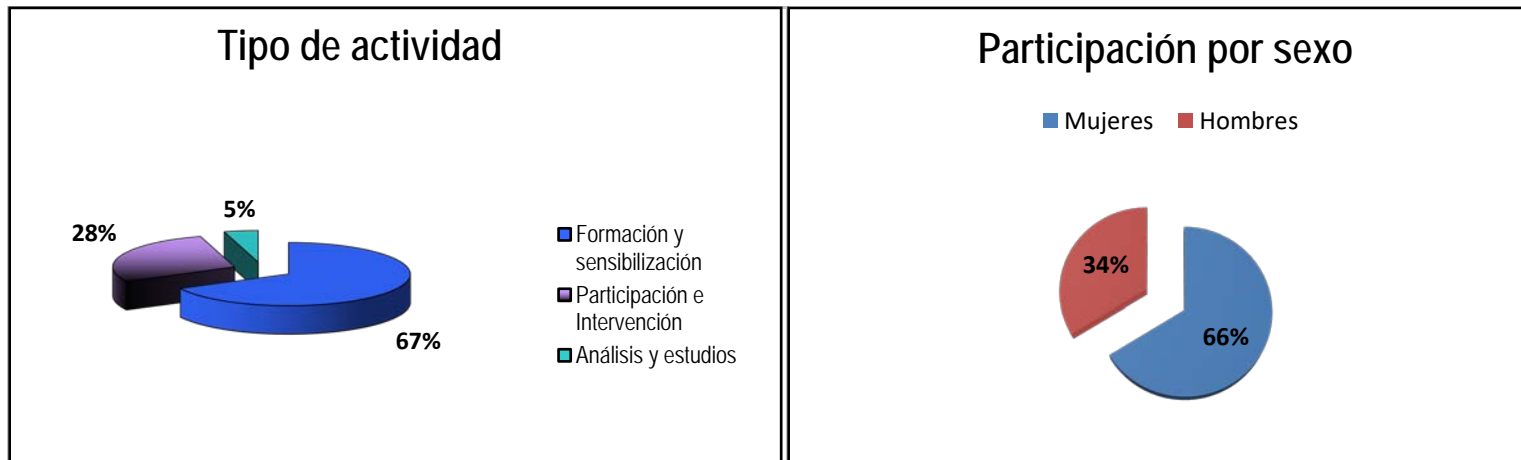 Tipo de actividad
5%
28%
67%
Formación y
sensibilización
Participación e
Intervención
Análisis y estudios
Participación por sexo
Mujeres Hombres
34%
66%